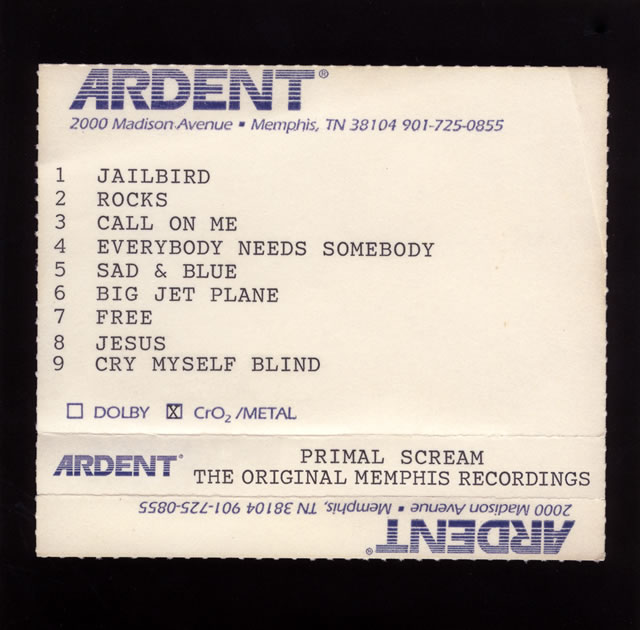 ARDENT®
2000 Madison Avenue ▪ Memphis, TN 38104 901-725-0855
1 JAILBIRD
2 ROCKS
3 CALL ON ME
4 EVERYBODY NEEDS SOMEBODY
5 SAD & BLUE
6 BIG JET PLANE
7 FREE
8 JESUS
9 CRY MYSELF BLIND
☐ DOLBY ☒ CrO₂/METAL
ARDENT®
PRIMAL SCREAM
THE ORIGINAL MEMPHIS RECORDINGS
2000 Madison Avenue ▪ Memphis, TN 38104 901-725-0855
ARDENT®